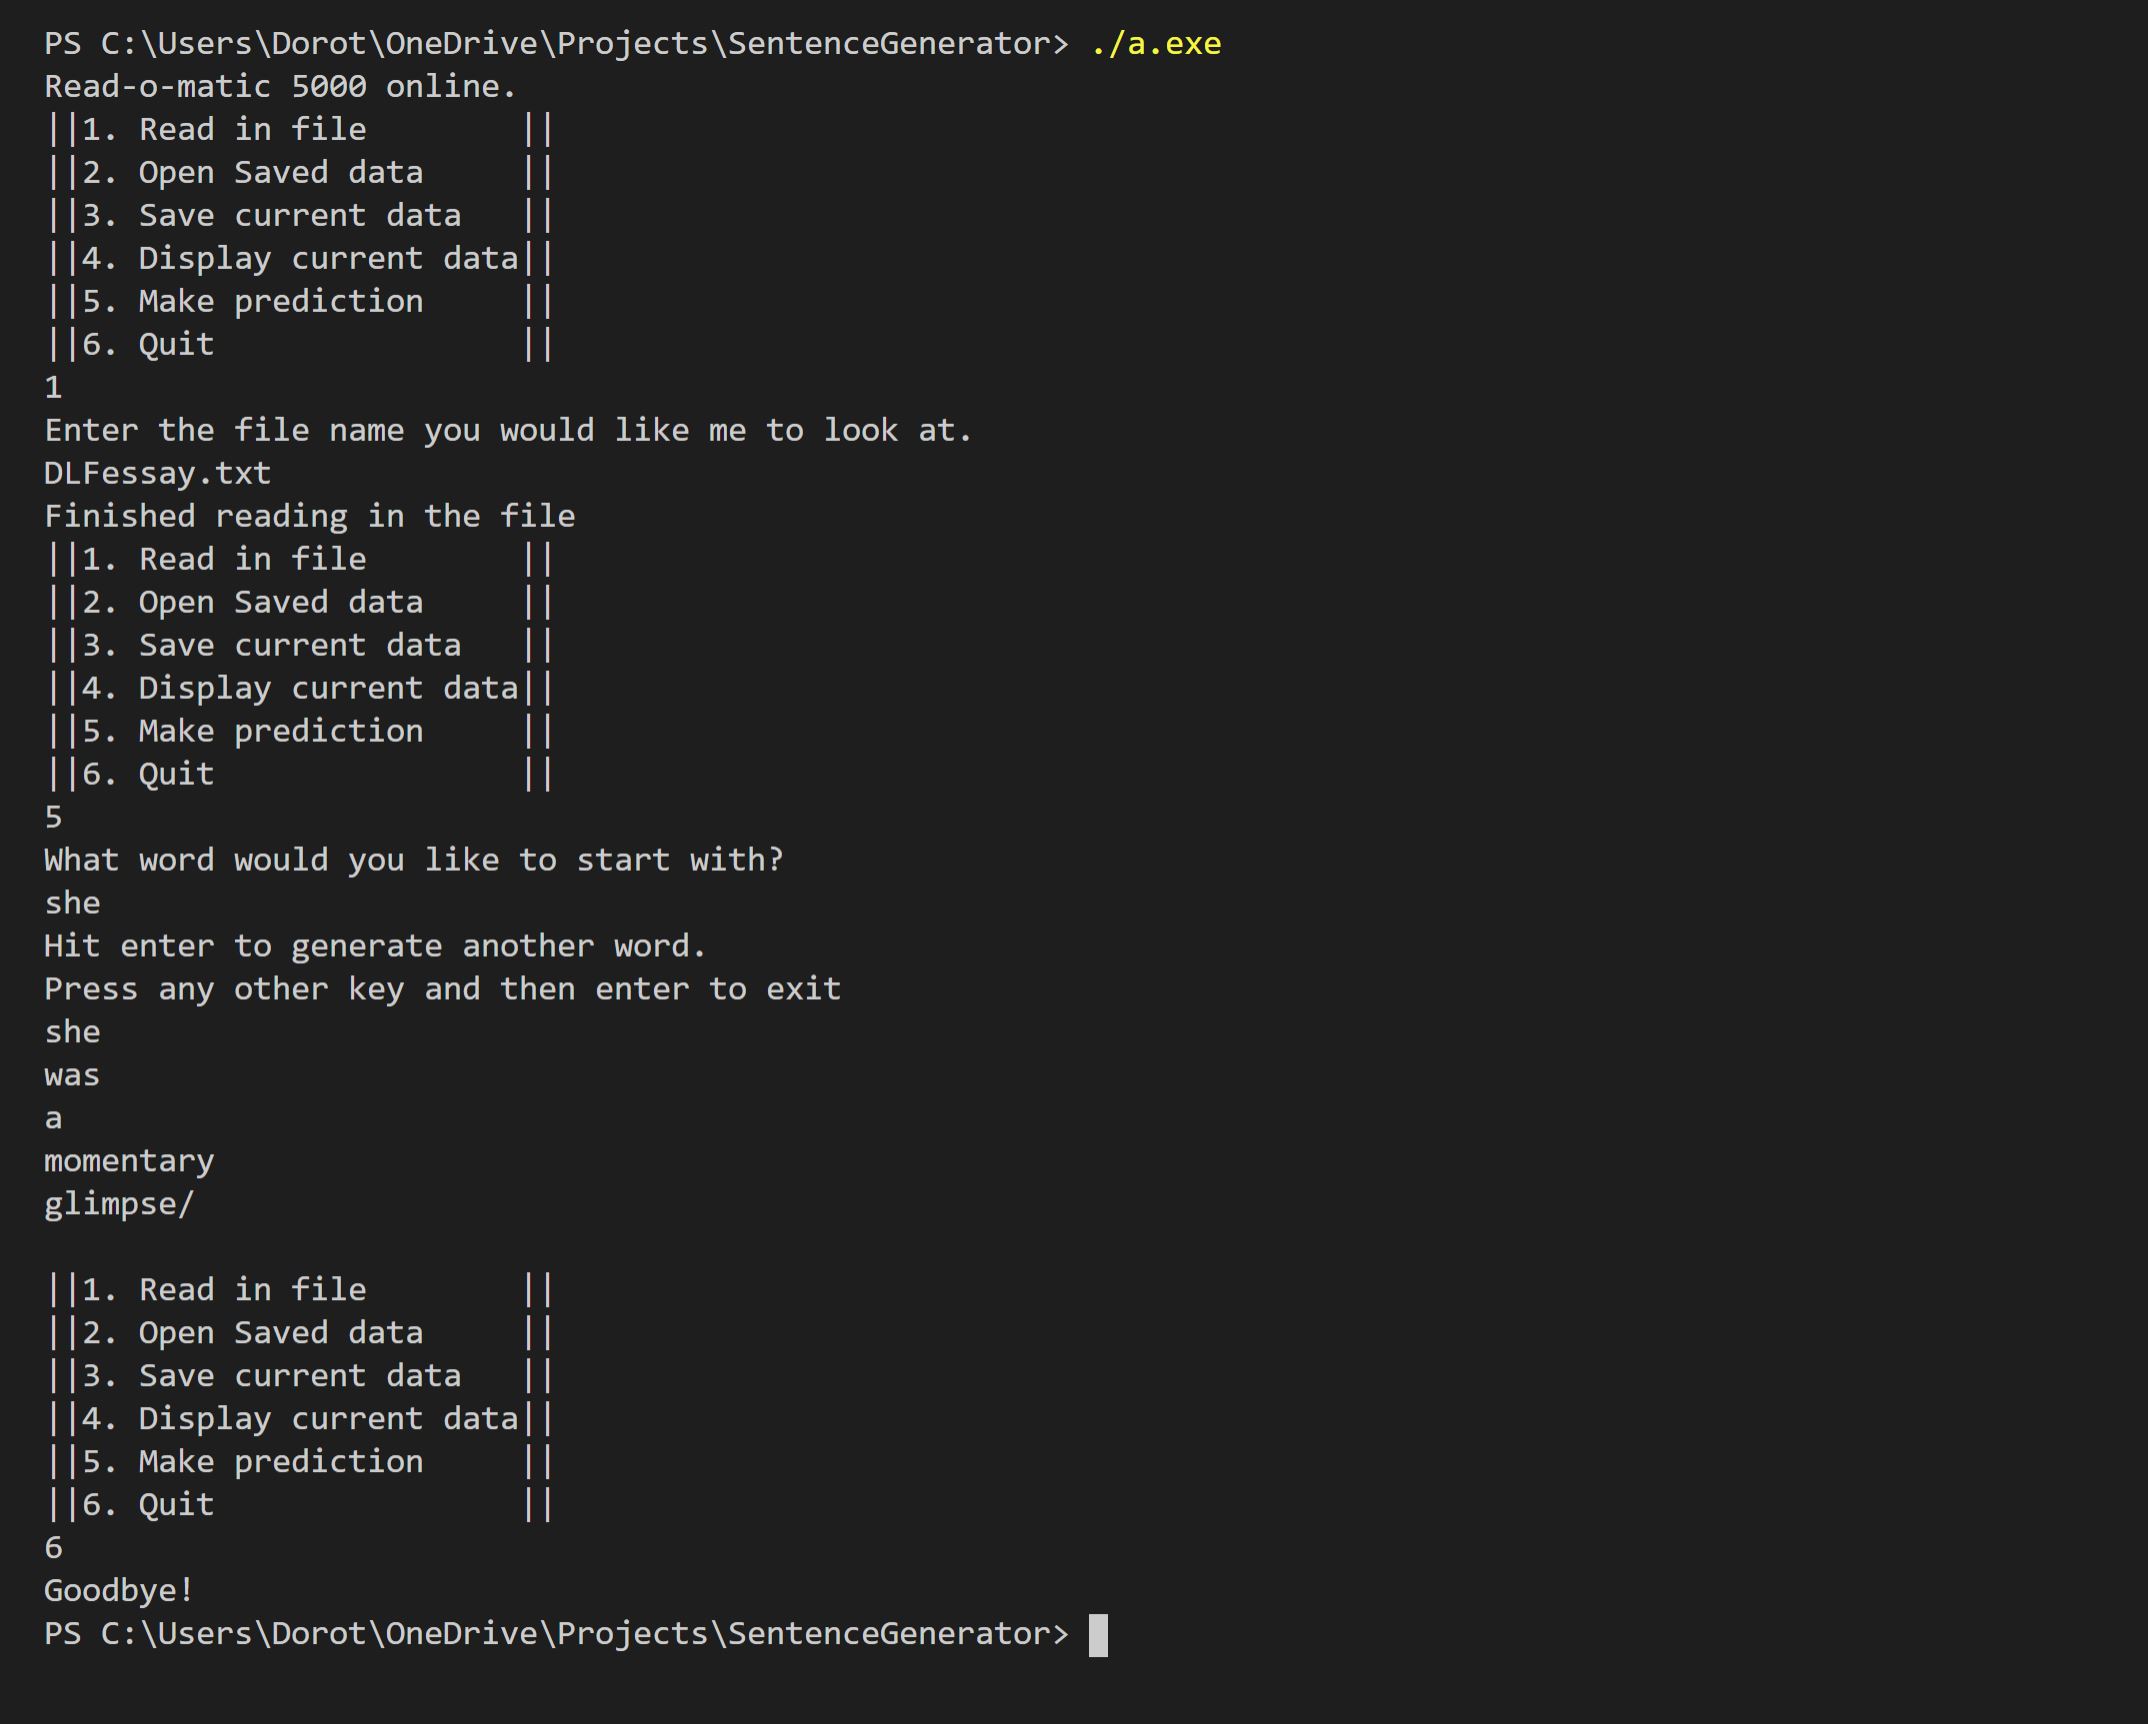 PS C:\Users\Dorot\OneDrive\Projects\SentenceGenerator> ./a.exe
Read-o-matic 5000 online.
||1. Read in file        ||
||2. Open Saved data     ||
||3. Save current data   ||
||4. Display current data||
||5. Make prediction     ||
||6. Quit                ||
1
Enter the file name you would like me to look at.
DLFessay.txt
Finished reading in the file
||1. Read in file        ||
||2. Open Saved data     ||
||3. Save current data   ||
||4. Display current data||
||5. Make prediction     ||
||6. Quit                ||
5
What word would you like to start with?
she
Hit enter to generate another word.
Press any other key and then enter to exit
she
was
a
momentary
glimpse/

||1. Read in file        ||
||2. Open Saved data     ||
||3. Save current data   ||
||4. Display current data||
||5. Make prediction     ||
||6. Quit                ||
6
Goodbye!
PS C:\Users\Dorot\OneDrive\Projects\SentenceGenerator>